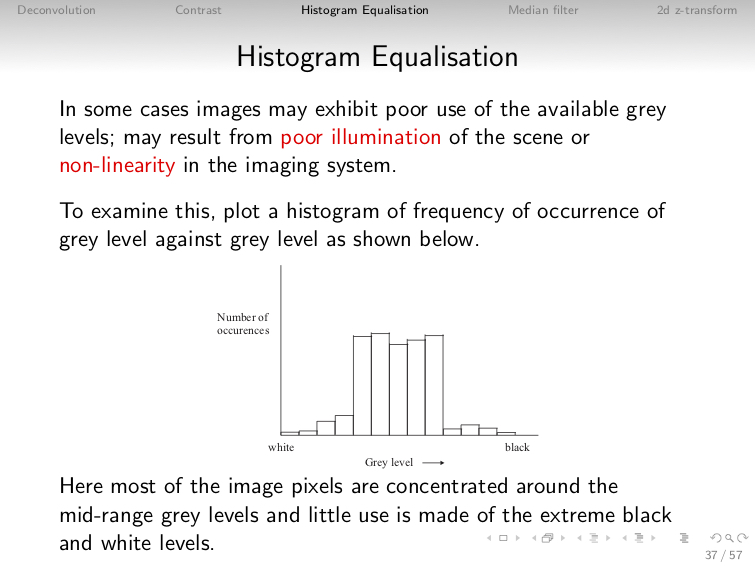 Deconvolution Contrast Histogram Equalisation Median filter 2d z-transform
Histogram Equalisation
In some cases images may exhibit poor use of the available grey
levels; may result from poor illumination of the scene or
non-linearity in the imaging system.
To examine this, plot a histogram of frequency of occurrence of
grey level against grey level as shown below.
Number of
occurences
white black
Grey level
Here most of the image pixels are concentrated around the
mid-range grey levels and little use is made of the extreme black
and white levels.
37 / 57